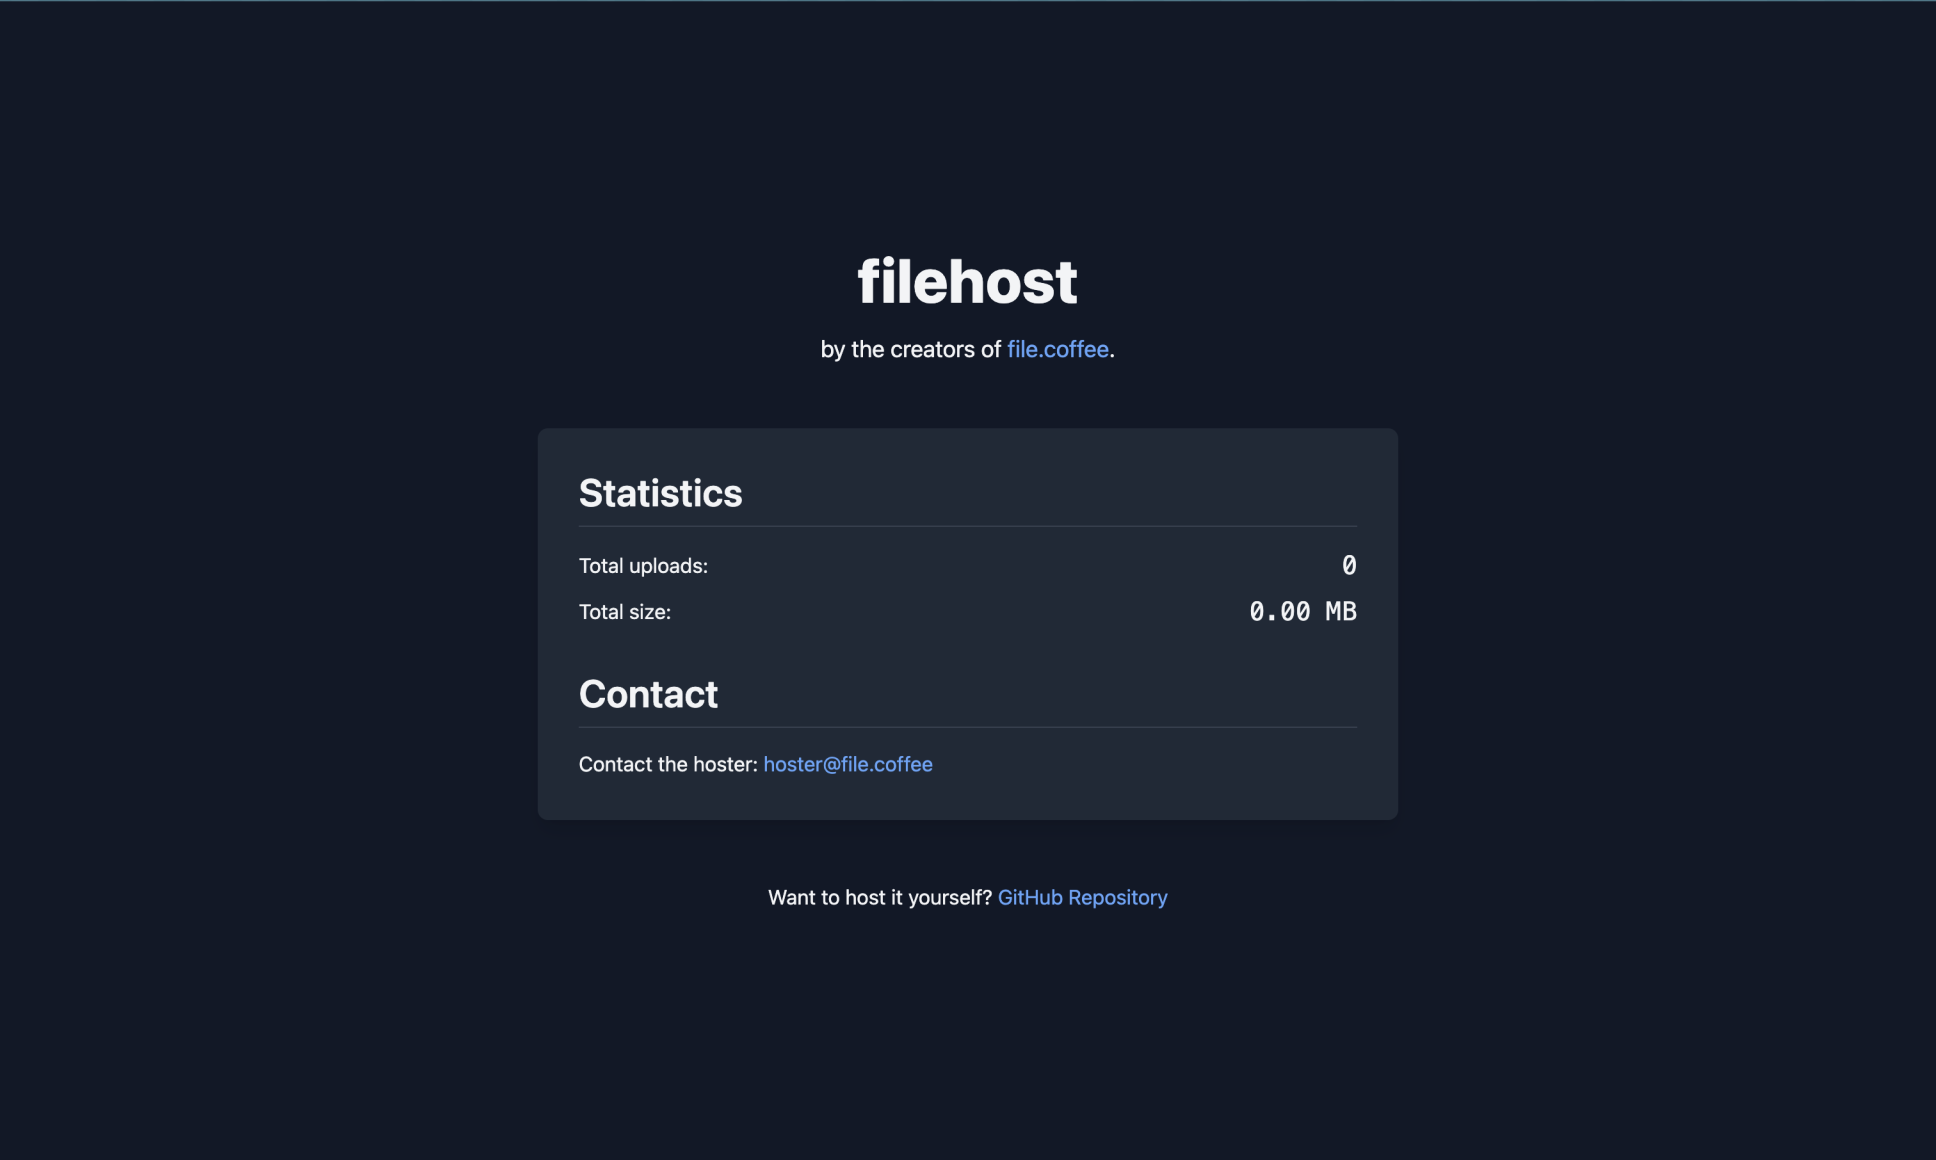 filehost
by the creators of file.coffee.
Statistics
Total uploads: 0
Total size: 0.00 MB
Contact
Contact the hoster: hoster@file.coffee
Want to host it yourself? GitHub Repository